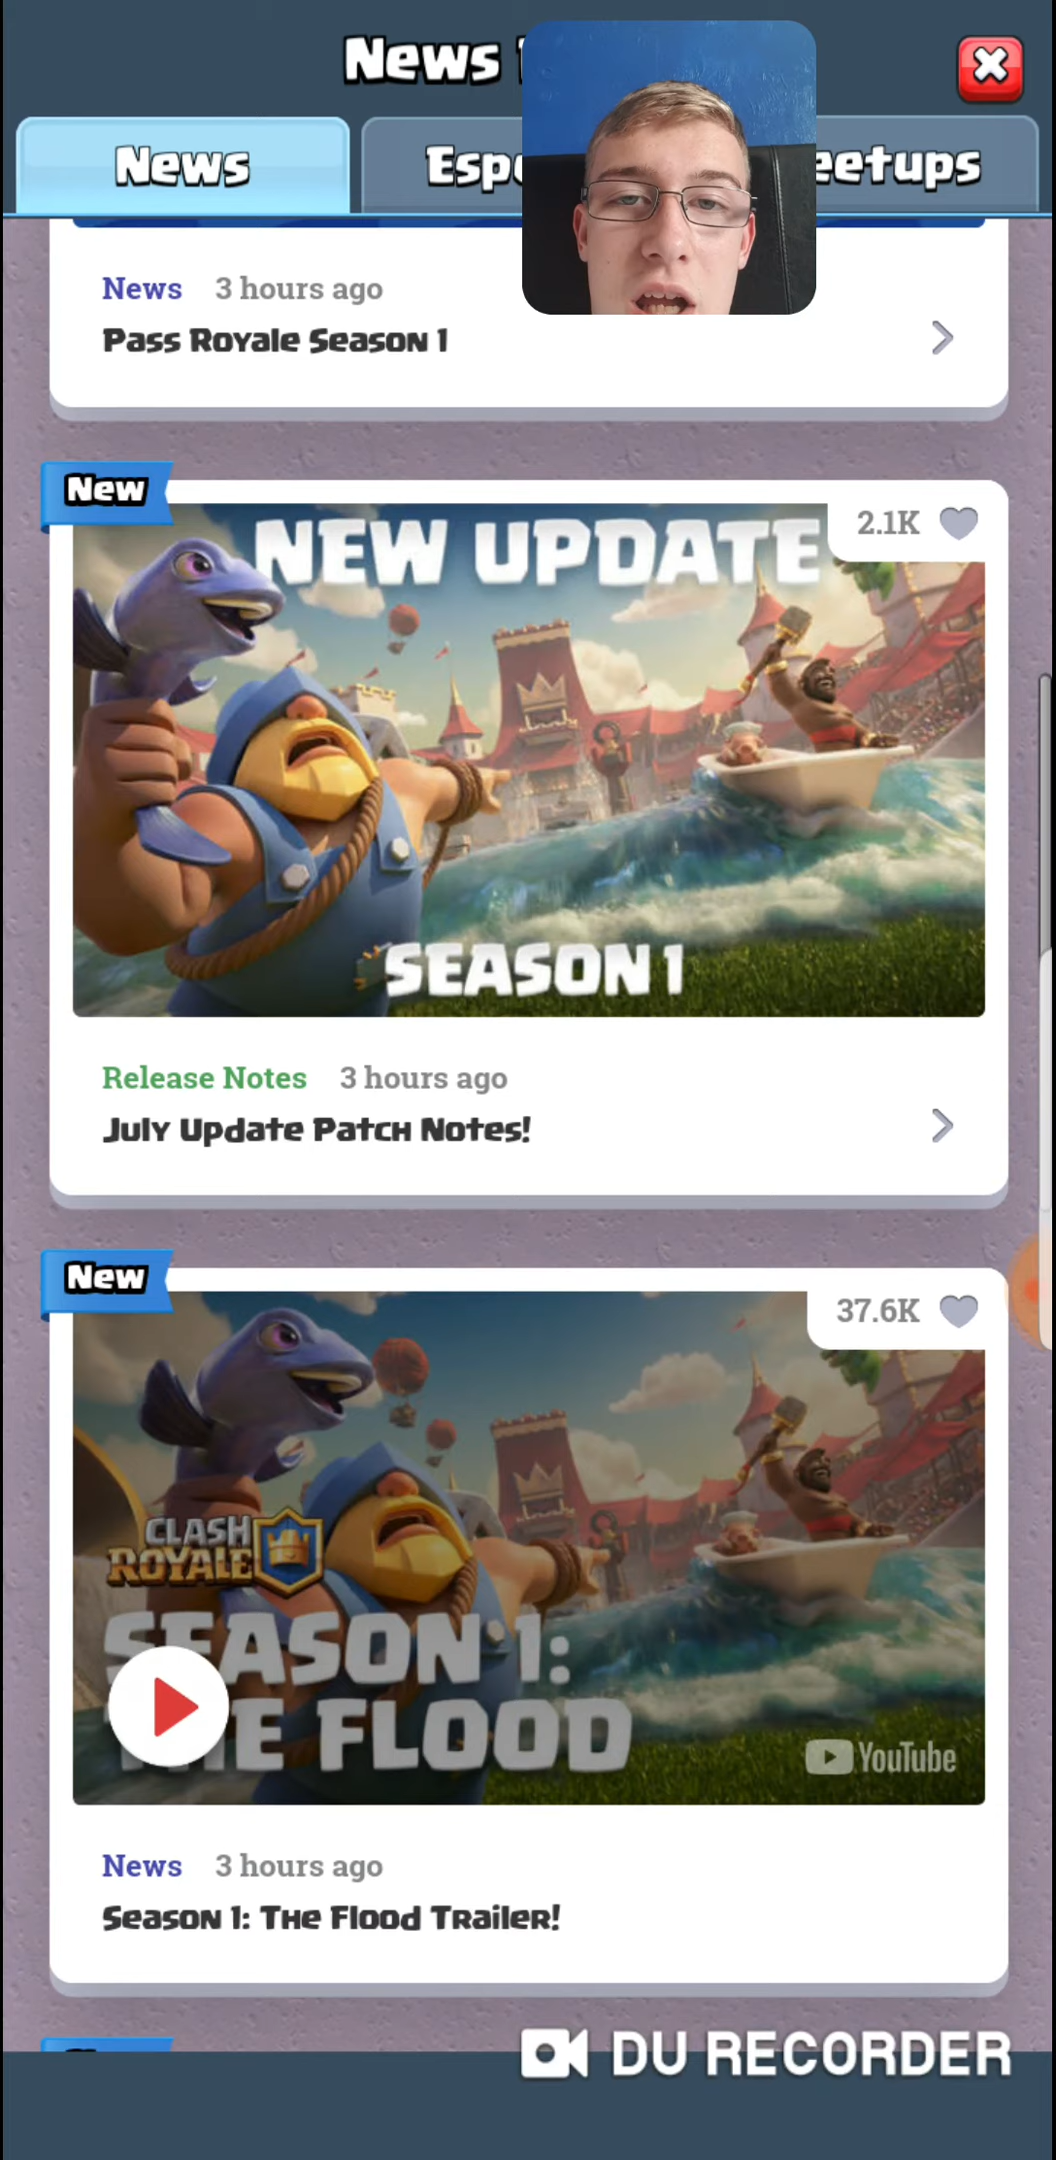 News
News
Esp
eetups
News 3 hours ago
Pass Royale Season 1
New
2.1K
NEW UPDATE
SEASON 1
Release Notes 3 hours ago
July Update Patch Notes!
New
37.6K
CLASH
ROYALE
SEASON 1:
THE FLOOD
YouTube
News 3 hours ago
Season 1: The Flood Trailer!
DU RECORDER